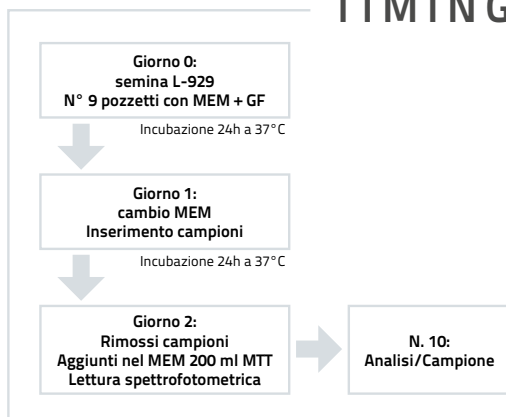 TIMING
Giorno 0:
semina L-929
N° 9 pozzetti con MEM + GF
Incubazione 24h a 37°C
Giorno 1:
cambio MEM
Inserimento campioni
Incubazione 24h a 37°C
Giorno 2:
Rimossi campioni
Aggiunti nel MEM 200 ml MTT
Lettura spettrofotometrica
N. 10:
Analisi/Campione